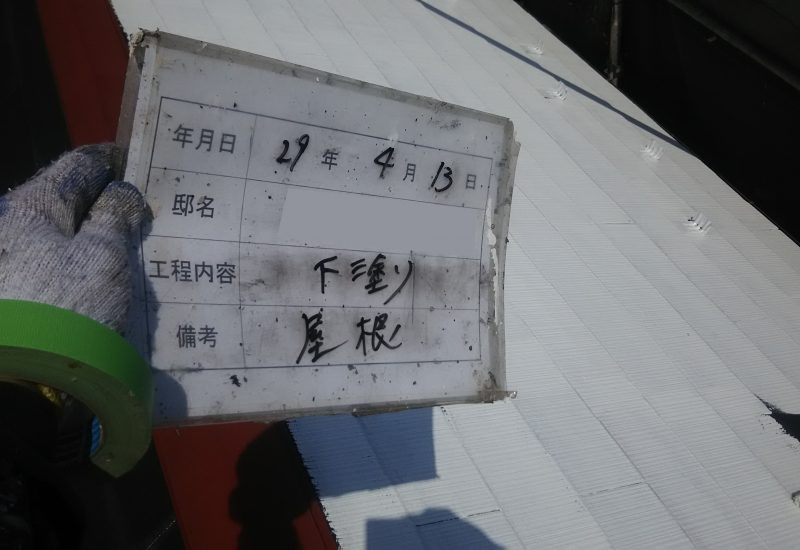 年月日 29年 4月 13日
邸名
工程内容 下塗り
備考 屋根